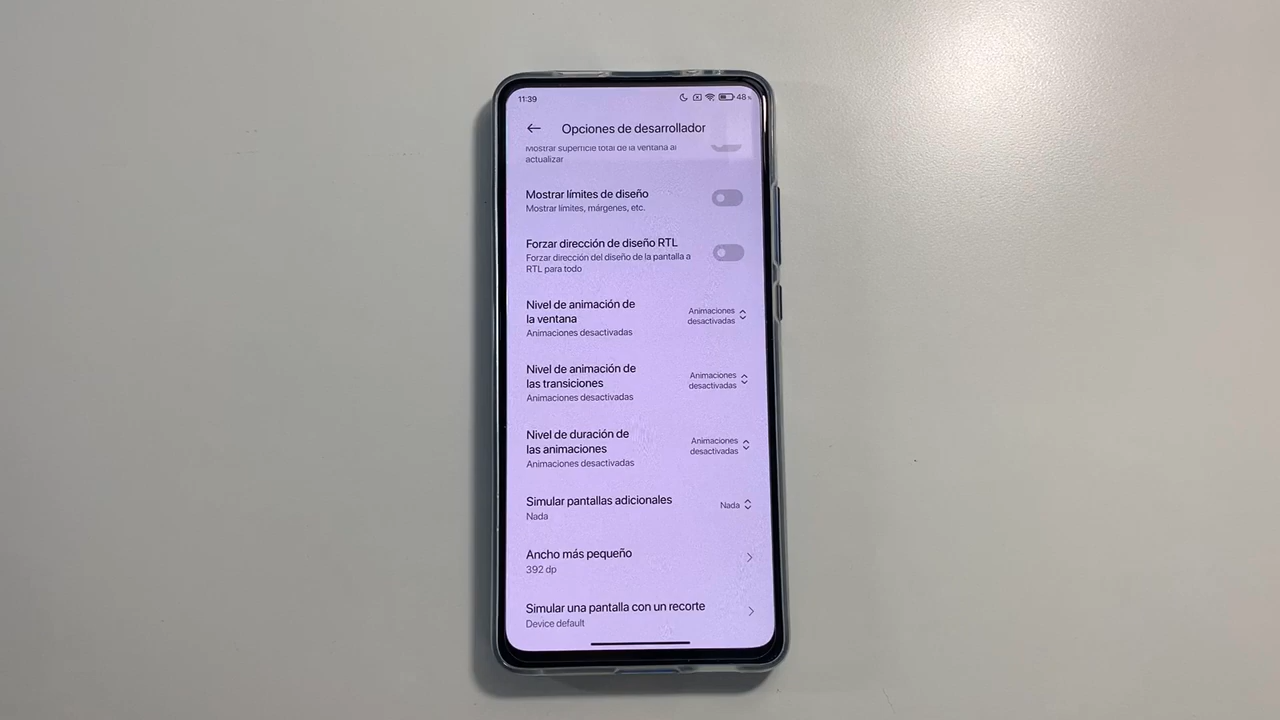 11:39
48
Opciones de desarrollador
Mostrar superficie total de la ventana al
actualizar
Mostrar límites de diseño
Mostrar límites, márgenes, etc.
Forzar dirección de diseño RTL
Forzar dirección del diseño de la pantalla a
RTL para todo
Nivel de animación de
la ventana
Animaciones desactivadas
Animaciones
desactivadas
Nivel de animación de
las transiciones
Animaciones desactivadas
Animaciones
desactivadas
Nivel de duración de
las animaciones
Animaciones desactivadas
Animaciones
desactivadas
Simular pantallas adicionales
Nada
Nada
Ancho más pequeño
392 dp
Simular una pantalla con un recorte
Device default